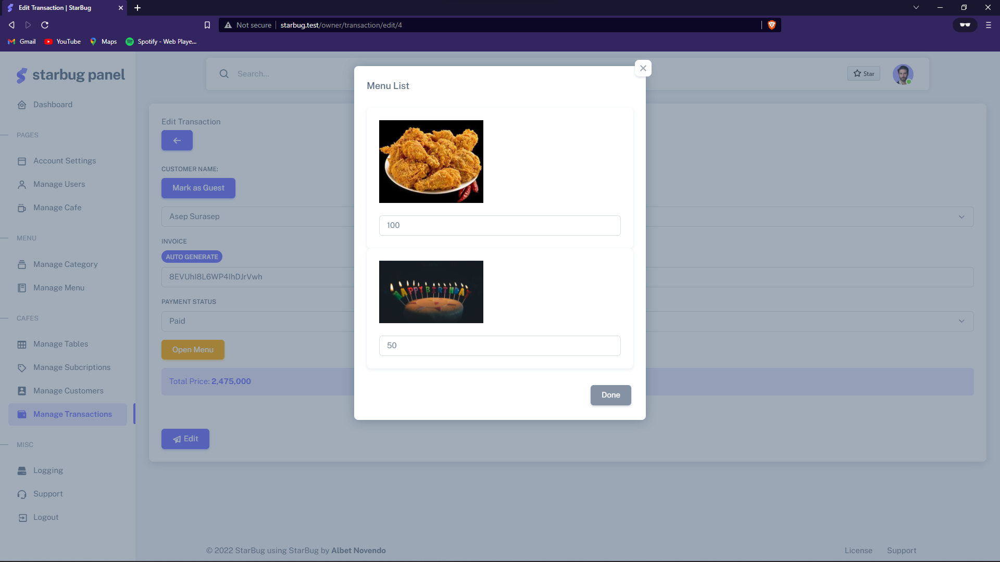 Edit Transaction | StarBug
Not secure
starbug.test/owner/transaction/edit/4
Gmail
YouTube
Maps
Spotify - Web Playe...
starbug panel
Search...
Star
Dashboard
PAGES
Account Settings
Manage Users
Manage Cafe
MENU
Manage Category
Manage Menu
CAFES
Manage Tables
Manage Subcriptions
Manage Customers
Manage Transactions
MISC
Logging
Support
Logout
Edit Transaction
CUSTOMER NAME:
Mark as Guest
Asep Surasep
INVOICE
AUTO GENERATE
8EVUhI8L6WP4IhDJrVwh
PAYMENT STATUS
Paid
Open Menu
Total Price: 2,475,000
Edit
Menu List
100
HAPPY BIRTHDAY
50
Done
© 2022 StarBug using StarBug by Albet Novendo
License
Support